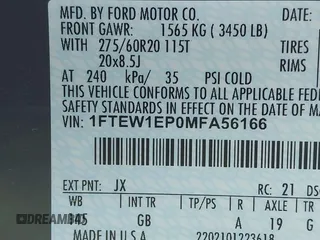 MFD. BY FORD MOTOR CO. DATE:
FRONT GAWR: 1565 KG ( 3450 LB)
WITH 275/60R20 115T TIRES
20x8.5J RIMS
AT 240 kPa/ 35 PSI COLD
THIS VEHICLE CONFORMS TO ALL APPLICABLE
SAFETY STANDARDS IN EFFECT ON THE DATE OF MA
VIN: 1FTEW1EP0MFA56166
EXT PNT: JX RC: 21 DS
WB INT TR TP/PS R AXLE TR
145 GB A 19 G
MADE IN U.S.A. 2202101223618
DREAMBID